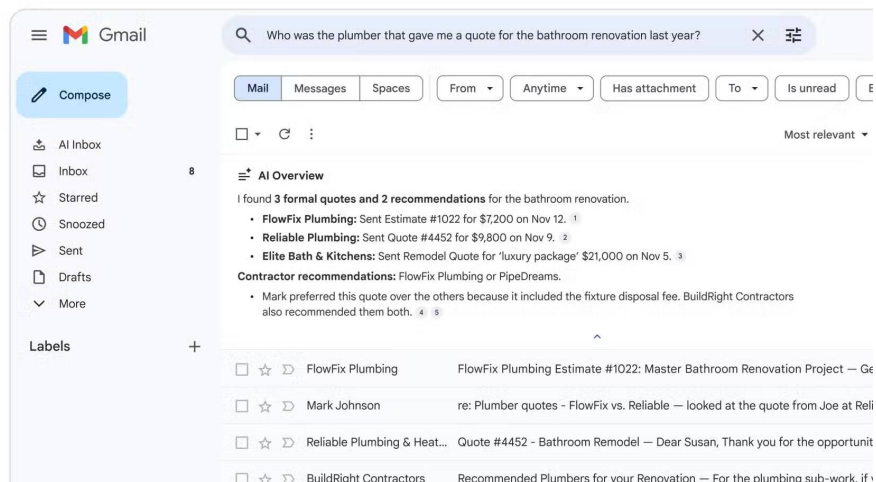 Gmail
Who was the plumber that gave me a quote for the bathroom renovation last year?
Compose
AI Inbox
Inbox 8
Starred
Snoozed
Sent
Drafts
More
Labels
Mail Messages Spaces From Anytime Has attachment To Is unread
Most relevant
AI Overview
I found 3 formal quotes and 2 recommendations for the bathroom renovation.
• FlowFix Plumbing: Sent Estimate #1022 for $7,200 on Nov 12. 1
• Reliable Plumbing: Sent Quote #4452 for $9,800 on Nov 9. 2
• Elite Bath & Kitchens: Sent Remodel Quote for ‘luxury package’ $21,000 on Nov 5. 3
Contractor recommendations: FlowFix Plumbing or PipeDreams.
• Mark preferred this quote over the others because it included the fixture disposal fee. BuildRight Contractors
also recommended them both. 4 5
FlowFix Plumbing FlowFix Plumbing Estimate #1022: Master Bathroom Renovation Project — Ge
Mark Johnson re: Plumber quotes - FlowFix vs. Reliable — looked at the quote from Joe at Reli
Reliable Plumbing & Heat... Quote #4452 - Bathroom Remodel — Dear Susan, Thank you for the opportunit
BuildRight Contractors Recommended Plumbers for your Renovation — For the plumbing sub-work, if